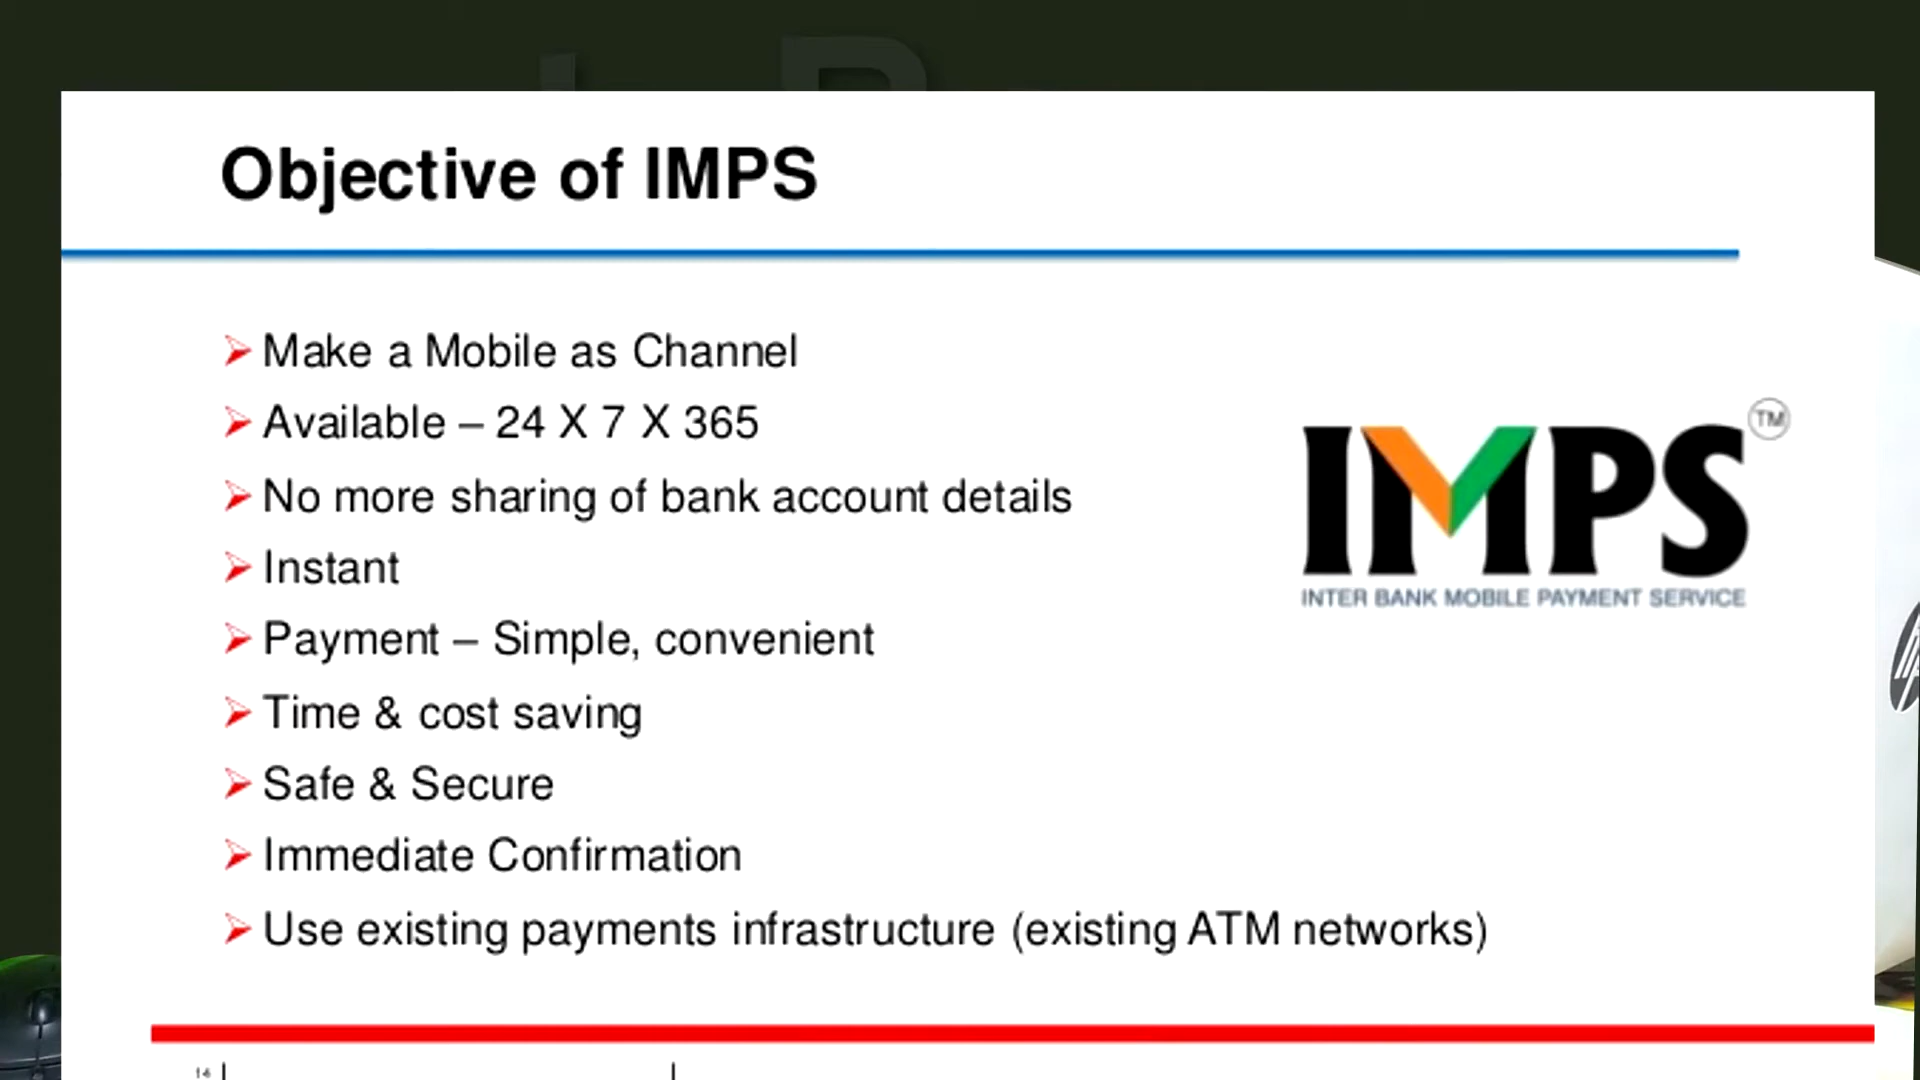 Objective of IMPS
Make a Mobile as Channel
Available – 24 X 7 X 365
No more sharing of bank account details
Instant
Payment – Simple, convenient
Time & cost saving
Safe & Secure
Immediate Confirmation
Use existing payments infrastructure (existing ATM networks)
IMPS TM
INTER BANK MOBILE PAYMENT SERVICE
14